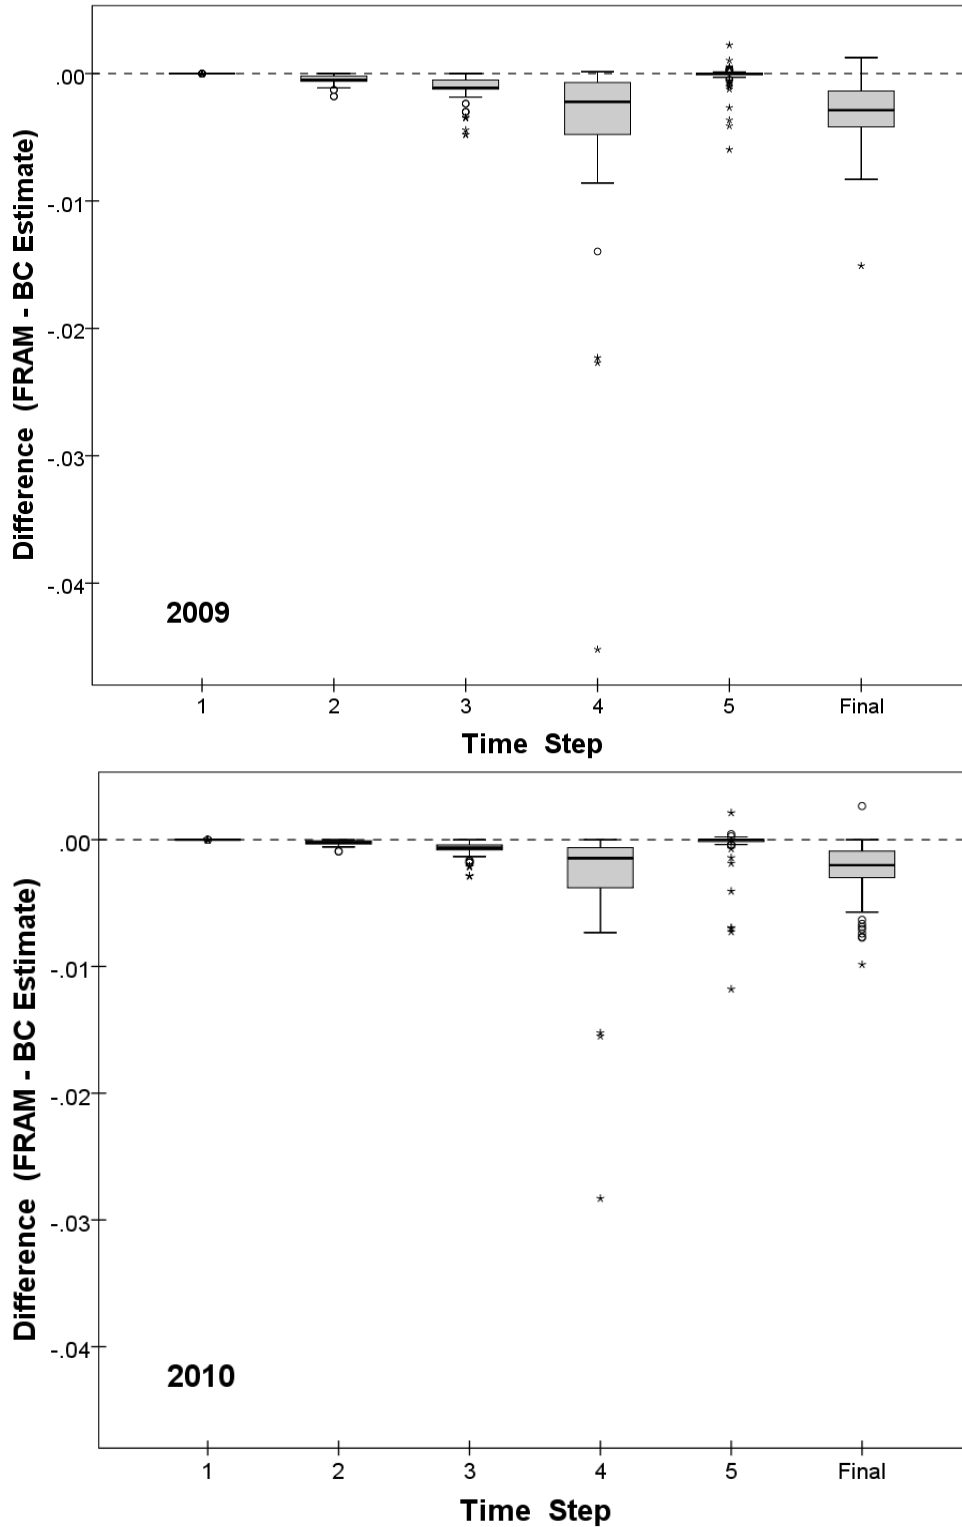 Difference (FRAM - BC Estimate)
.00
-.01
-.02
-.03
-.04
2009
1 2 3 4 5 Final
Time Step
Difference (FRAM - BC Estimate)
.00
-.01
-.02
-.03
-.04
2010
1 2 3 4 5 Final
Time Step